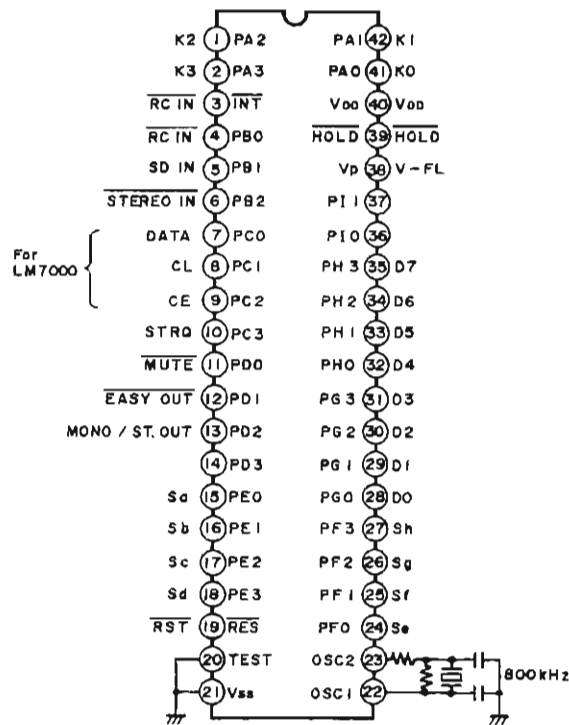 K2 1 PA2 PA1 42 K1
K3 2 PA3 PA0 41 K0
RC IN 3 INT VDD 40 VDD
RC IN 4 PB0 HOLD 39 HOLD
SD IN 5 PB1 Vp 38 V-FL
STEREO IN 6 PB2 PI1 37
DATA 7 PC0 PI0 36
For
LM7000
CL 8 PC1 PH3 35 D7
CE 9 PC2 PH2 34 D6
STRQ 10 PC3 PH1 33 D5
MUTE 11 PD0 PH0 32 D4
EASY OUT 12 PD1 PG3 31 D3
MONO / ST. OUT 13 PD2 PG2 30 D2
14 PD3 PG1 29 D1
Sa 15 PE0 PG0 28 D0
Sb 16 PE1 PF3 27 Sh
Sc 17 PE2 PF2 26 Sg
Sd 18 PE3 PF1 25 Sf
RST 19 RES PF0 24 Se
20 TEST OSC2 23
800kHz
21 Vss OSC1 22